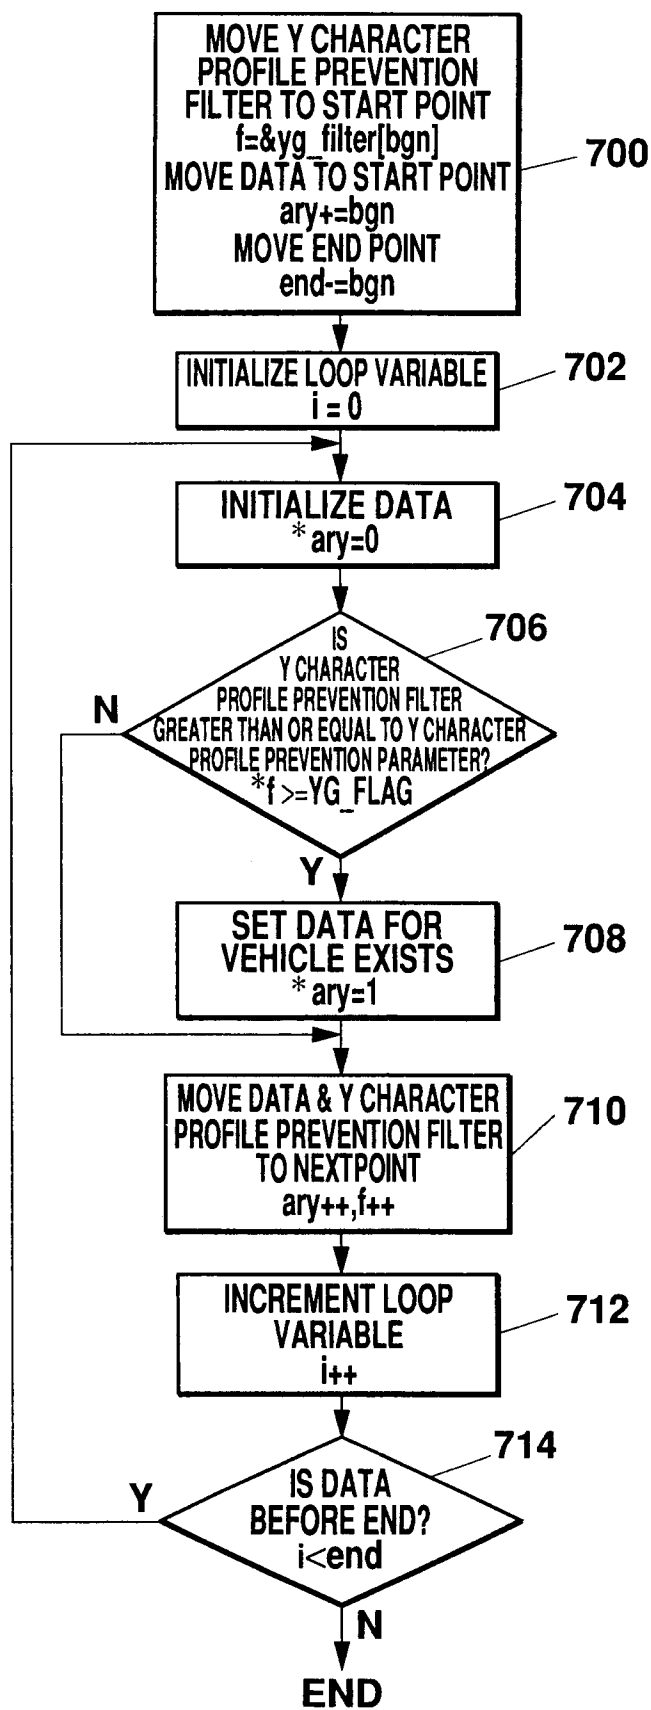 MOVE Y CHARACTER
PROFILE PREVENTION
FILTER TO START POINT
f=&yg_filter[bgn]
MOVE DATA TO START POINT
ary+=bgn
MOVE END POINT
end-=bgn
700
INITIALIZE LOOP VARIABLE
i = 0
702
INITIALIZE DATA
*ary=0
704
IS
Y CHARACTER
PROFILE PREVENTION FILTER
GREATER THAN OR EQUAL TO Y CHARACTER
PROFILE PREVENTION PARAMETER?
*f >=YG_FLAG
706
N
Y
SET DATA FOR
VEHICLE EXISTS
*ary=1
708
MOVE DATA & Y CHARACTER
PROFILE PREVENTION FILTER
TO NEXTPOINT
ary++,f++
710
INCREMENT LOOP
VARIABLE
i++
712
IS DATA
BEFORE END?
i<end
714
Y
N
END